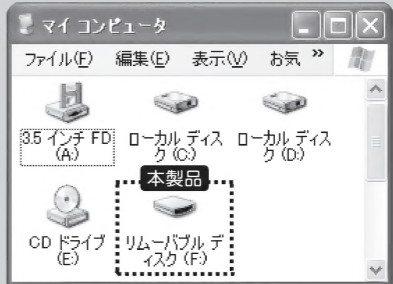 マイ コンピュータ
ファイル(F) 編集(E) 表示(V) お気 »
3.5 インチ FD ローカル ディス ローカル ディス
(A:) ク (C:) ク (D:)
本製品
CD ドライブ リムーバブル デ
(E:) ィスク (F:)